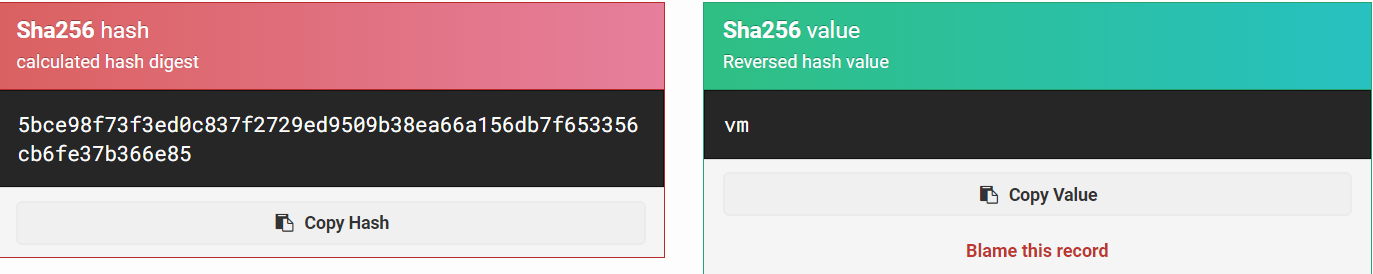 Sha256 hash
calculated hash digest
5bce98f73f3ed0c837f2729ed9509b38ea66a156db7f653356
cb6fe37b366e85
Copy Hash
Sha256 value
Reversed hash value
vm
Copy Value
Blame this record